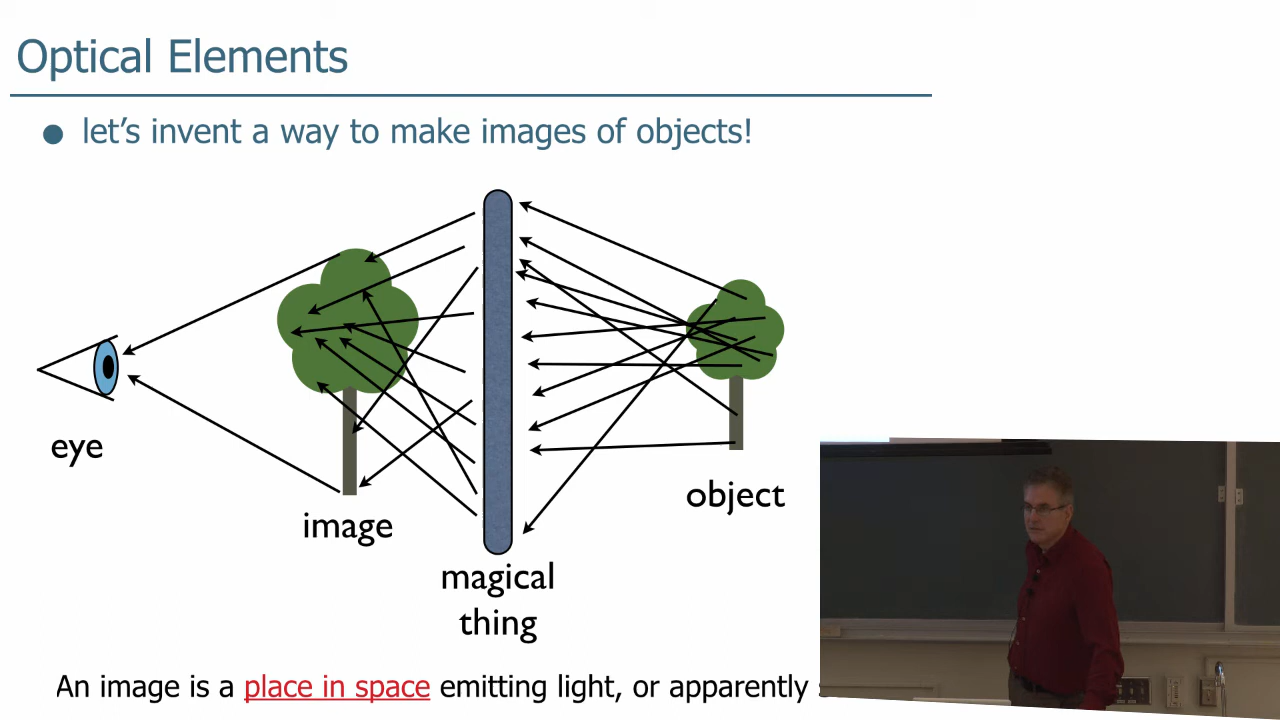 Optical Elements
● let's invent a way to make images of objects!
eye
image
object
magical
thing
An image is a place in space emitting light, or apparently